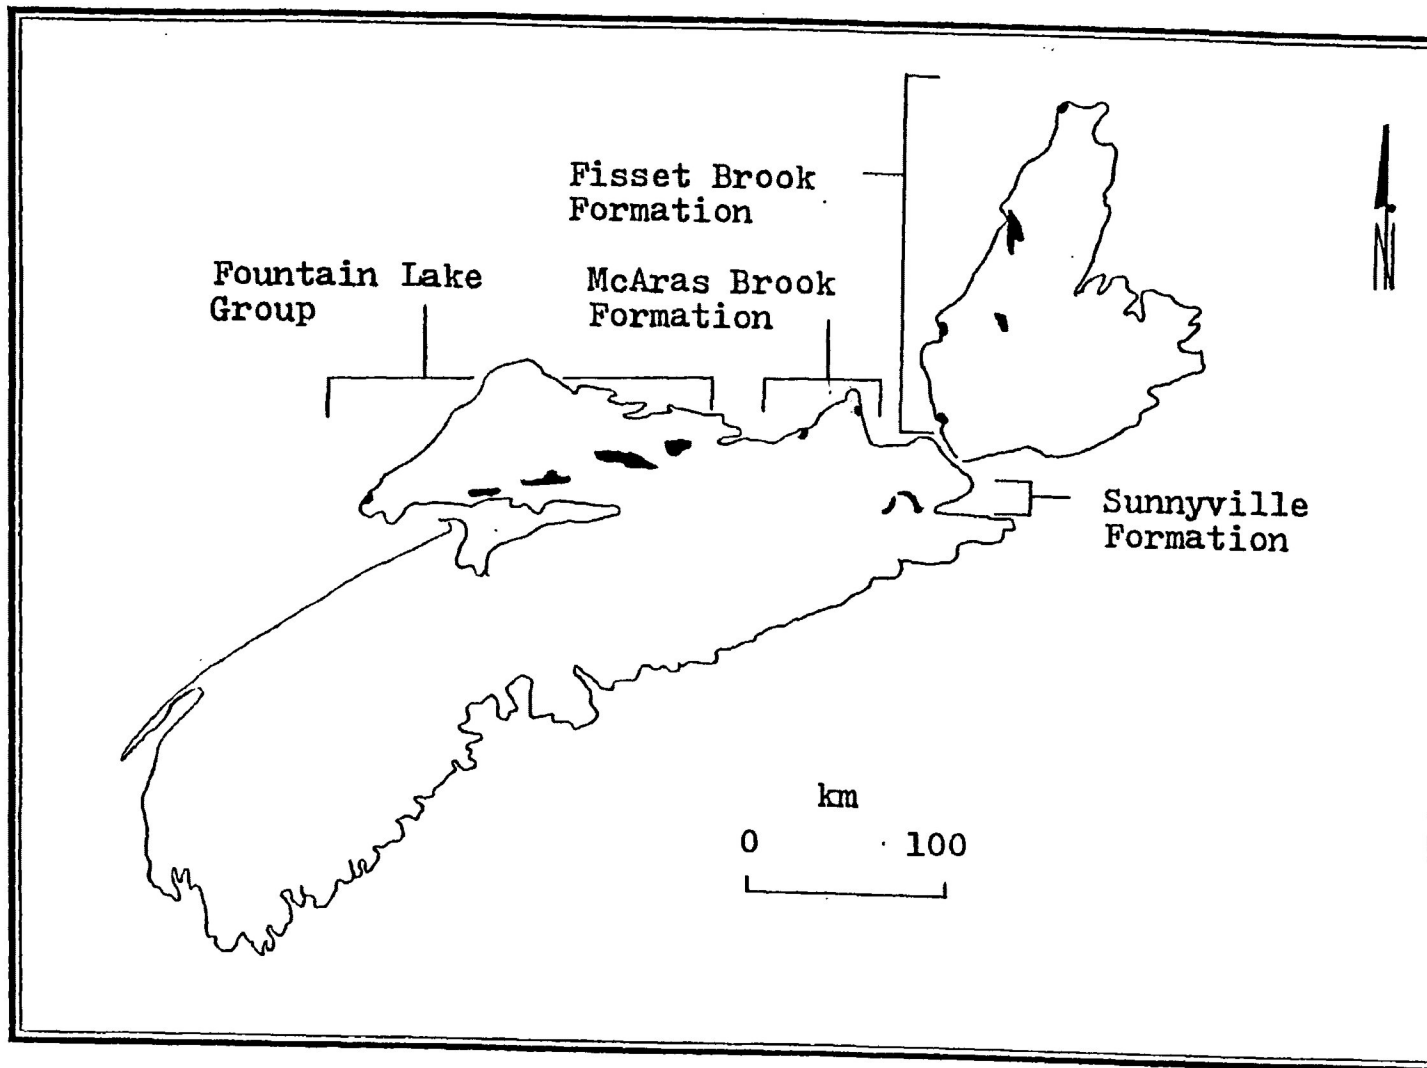 Fisset Brook
Formation
Fountain Lake
Group
McAras Brook
Formation
N
Sunnyville
Formation
km
0 100